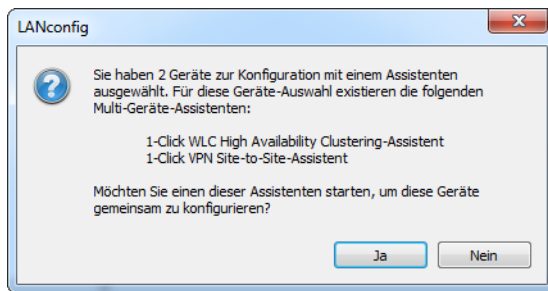 LANconfig
Sie haben 2 Geräte zur Konfiguration mit einem Assistenten
ausgewählt. Für diese Geräte-Auswahl existieren die folgenden
Multi-Geräte-Assistenten:
1-Click WLC High Availability Clustering-Assistent
1-Click VPN Site-to-Site-Assistent
Möchten Sie einen dieser Assistenten starten, um diese Geräte
gemeinsam zu konfigurieren?
Ja
Nein